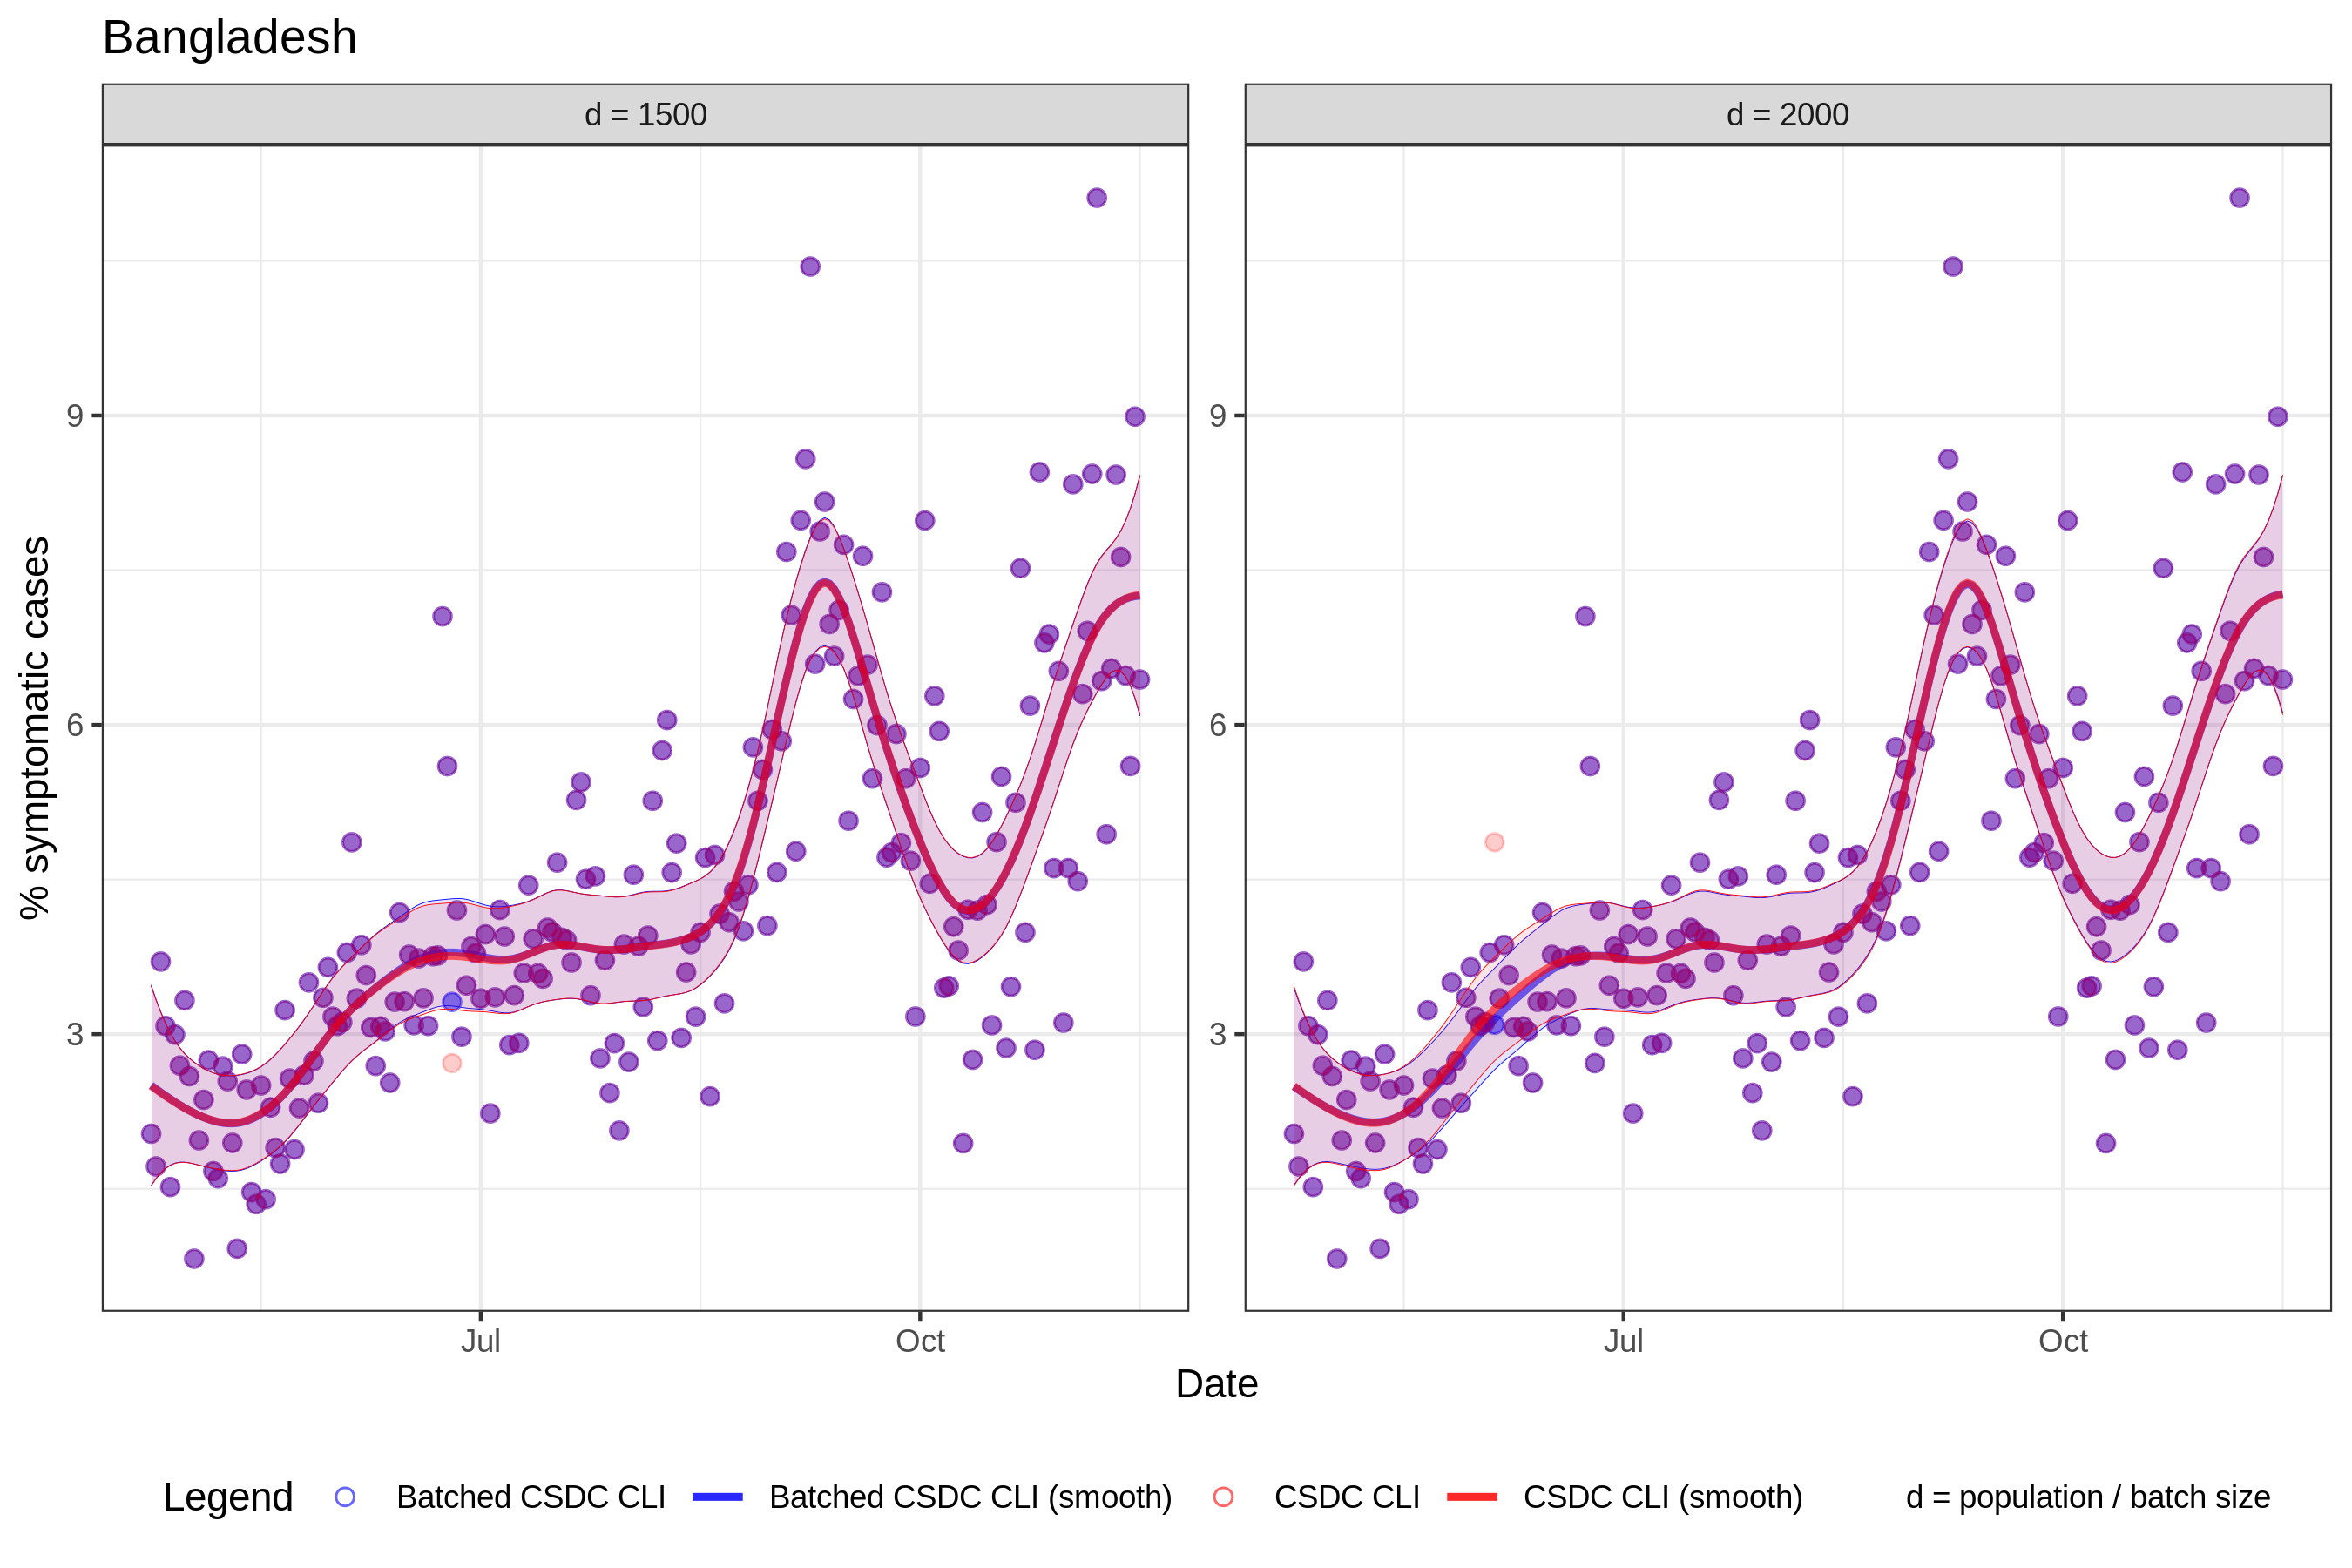 Bangladesh
d = 1500
d = 2000
% symptomatic cases
9
6
3
9
6
3
Jul
Oct
Jul
Oct
Date
Legend
Batched CSDC CLI
Batched CSDC CLI (smooth)
CSDC CLI
CSDC CLI (smooth)
d = population / batch size